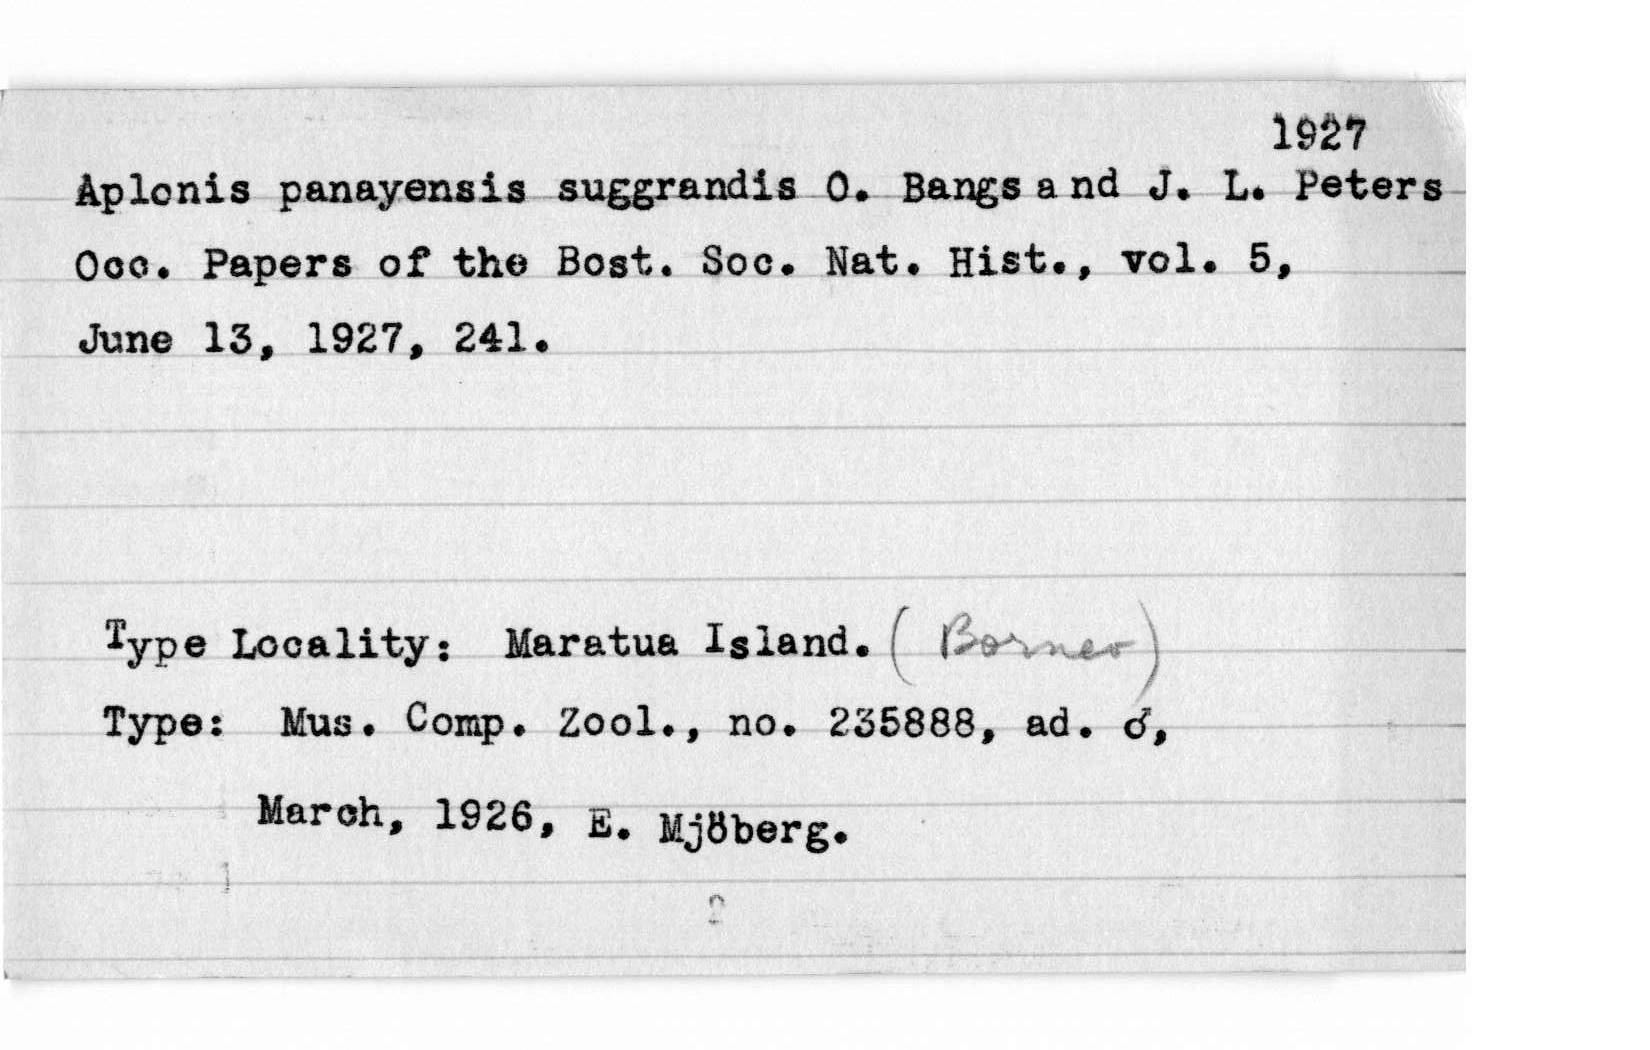 1927
Aplonis panayensis suggrandis O. Bangs and J. L. Peters
Occ. Papers of the Bost. Soc. Nat. Hist., vol. 5,
June 13, 1927, 241.
Type Locality: Maratua Island. (Borneo)
Type: Mus. Comp. Zool., no. 235888, ad. ♂,
March, 1926, E. Mjöberg.